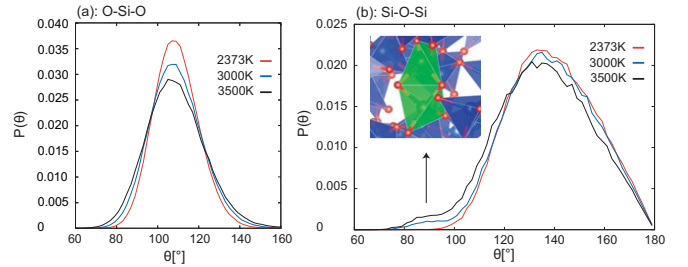 (a): O-Si-O
0.040
0.035
0.030
0.025
0.020
0.015
0.010
0.005
0
P(θ)
2373K
3000K
3500K
60 80 100 120 140 160
θ[°]
(b): Si-O-Si
0.025
0.020
0.015
0.010
0.005
0
P(θ)
2373K
3000K
3500K
60 80 100 120 140 160 180
θ[°]